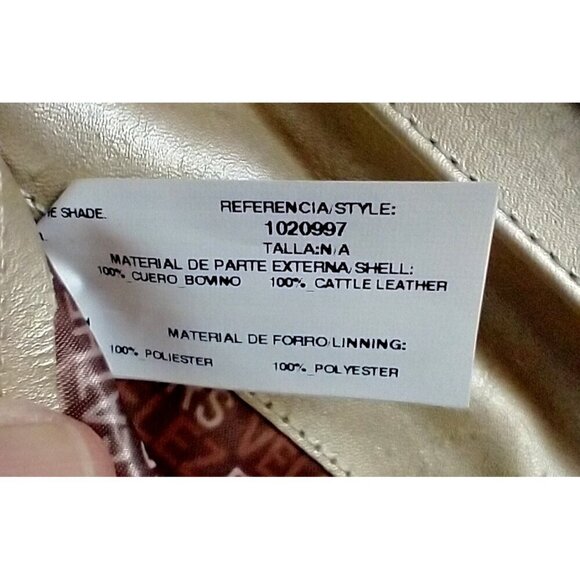 E SHADE.
REFERENCIA/STYLE:
1020997
TALLA:N/A
MATERIAL DE PARTE EXTERNA/SHELL:
100%_CUERO_BOVINO 100%_CATTLE LEATHER
MATERIAL DE FORRO/LINNING:
100%_POLIESTER 100%_POLYESTER